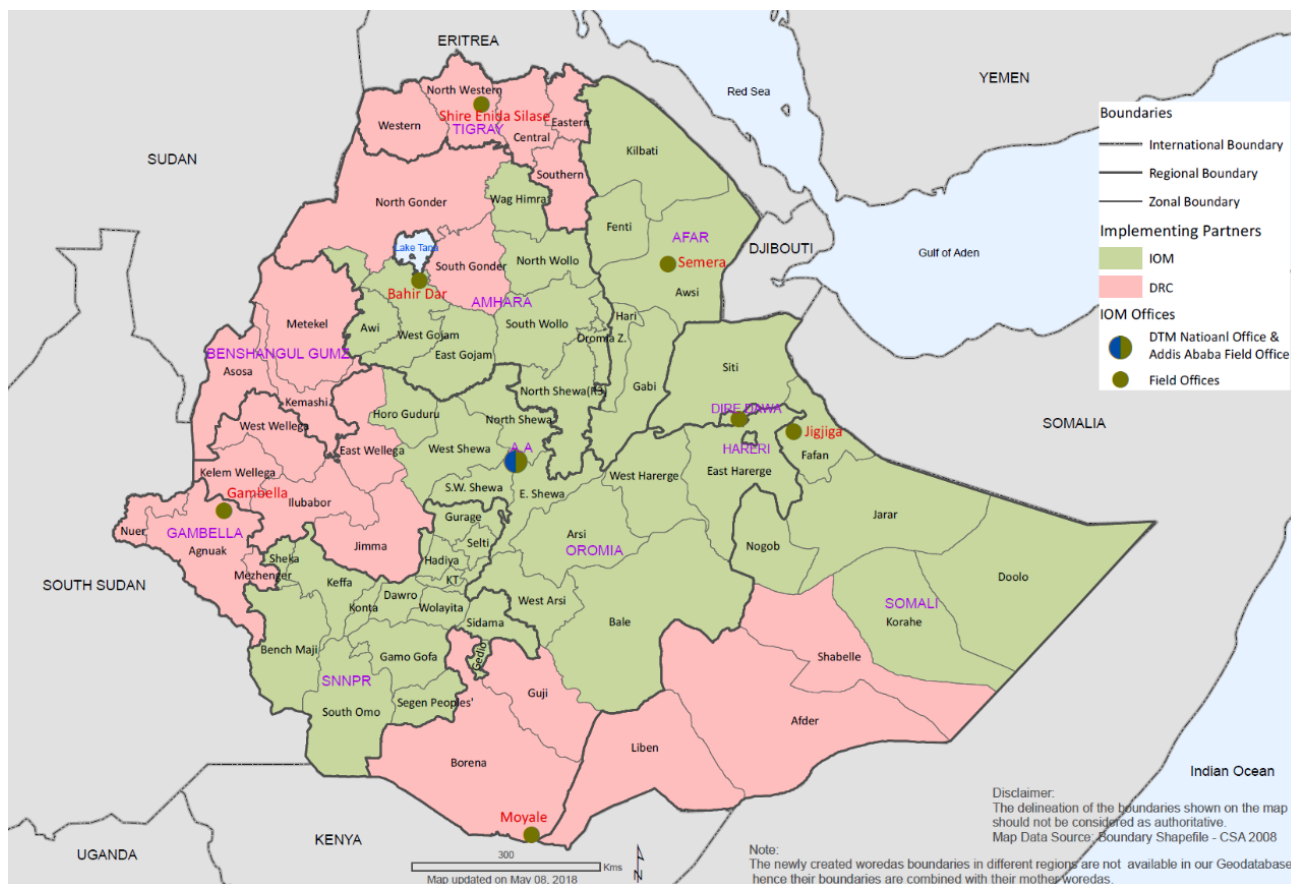 ERITREA
YEMEN
Red Sea
SUDAN
North Western
Shire Enida Silase
TIGRAY
Western
Central
Eastern
Southern
Kilbati
Wag Himra
North Gonder
Fenti
AFAR
Semera
DJIBOUTI
Gulf of Aden
Lake Tana
Bahir Dar
South Gonder
North Wollo
AMHARA
Awsi
Hari
Metekel
Awi
West Gojam
East Gojam
South Wollo
Dromia Z.
BENSHANGUL GUMZ
Asosa
Kemashi
North Shewa(R3)
Gabi
Siti
DIRE DAWA
Jigjiga
HARERI
Fafan
SOMALIA
Horo Guduru
North Shewa
West Wellega
East Wellega
West Shewa
A.A
Kelem Wellega
Gambella
S.W. Shewa
E. Shewa
West Harerge
East Harerge
Ilubabor
Nuer
GAMBELLA
Agnuak
Jimma
Gurage
Selti
Arsi
OROMIA
Jarar
Nogob
Mezhenger
Sheka
Keffa
Hadiya
KT
SOUTH SUDAN
Dawro
Konta
Wolayita
Sidama
West Arsi
Bale
SOMALI
Korahe
Doolo
Bench Maji
Gamo Gofa
Gedio
SNNPR
Segen Peoples'
South Omo
Guji
Shabelle
Afder
Liben
Borena
Moyale
KENYA
UGANDA
Indian Ocean
Boundaries
International Boundary
Regional Boundary
Zonal Boundary
Implementing Partners
IOM
DRC
IOM Offices
DTM Natioanl Office &
Addis Ababa Field Office
Field Offices
Disclaimer:
The delineation of the boundaries shown on the map
should not be considered as authoritative.
Map Data Source: Boundary Shapefile - CSA 2008
Note:
The newly created woredas boundaries in different regions are not available in our Geodatabase
hence their boundaries are combined with their mother woredas.
300
Kms
N
Map updated on May 08, 2018